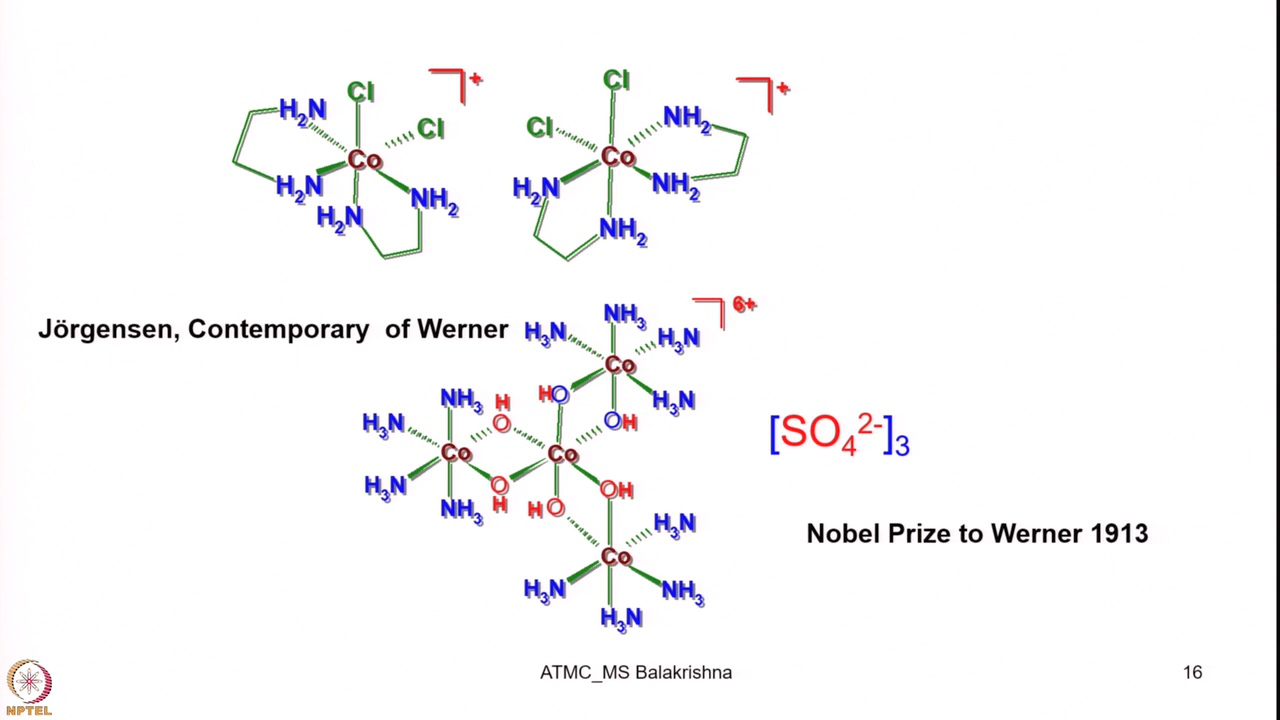 Cl
H₂N
Cl
Co
H₂N
NH₂
H₂N
+
Cl
Cl
NH₂
Co
H₂N
NH₂
NH₂
+
Jörgensen, Contemporary of Werner
NH₃
6+
H₃N
H₃N
Co
HO
H₃N
OH
NH₃
H
H₃N
O
Co
Co
H₃N
O
OH
H
HO
NH₃
H₃N
Co
H₃N
NH₃
H₃N
[SO₄²⁻]₃
Nobel Prize to Werner 1913
NPTEL
ATMC_MS Balakrishna
16